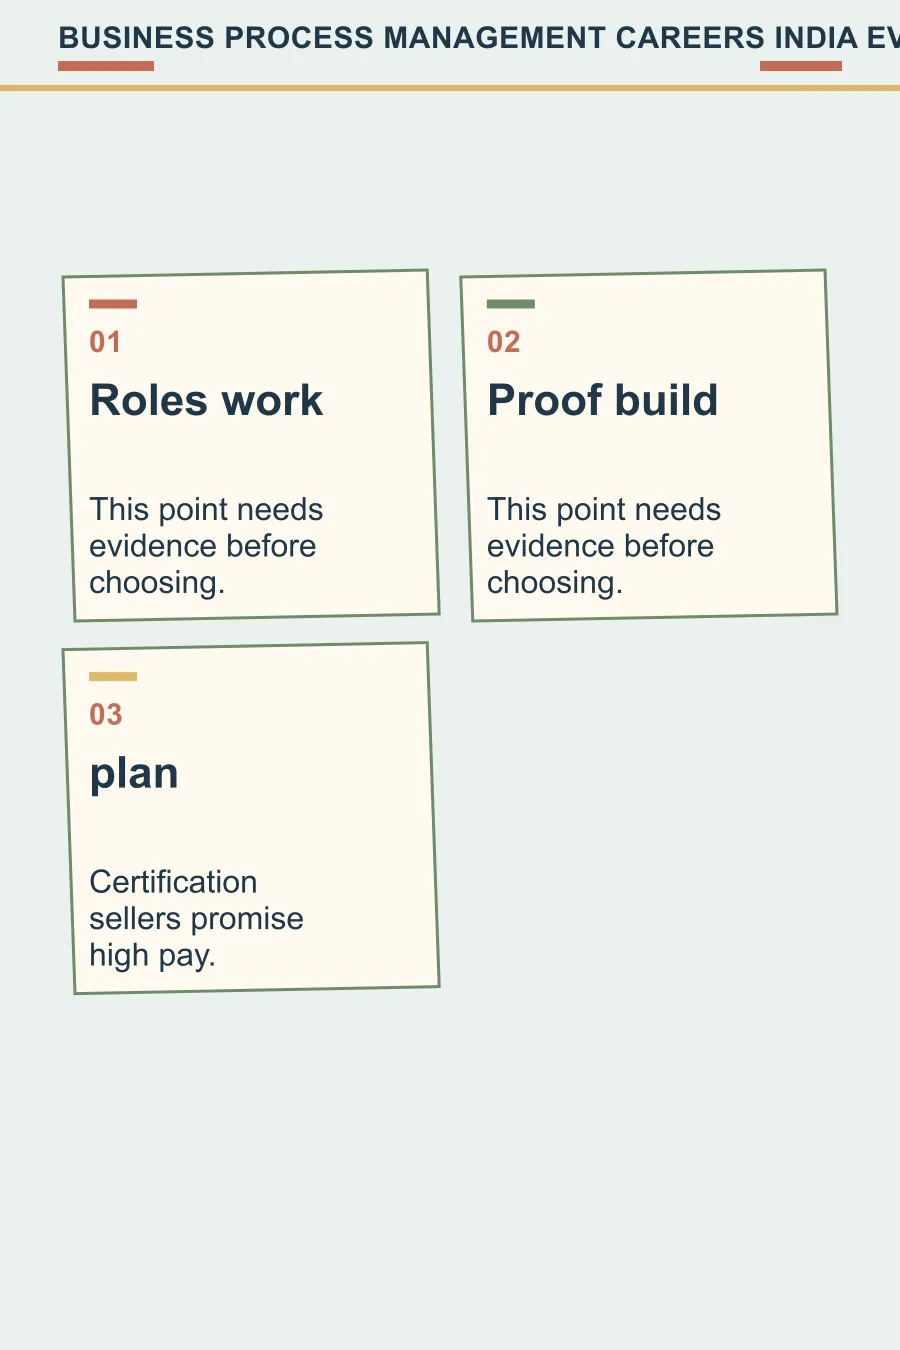 BUSINESS PROCESS MANAGEMENT CAREERS INDIA EV
01
Roles work
This point needs
evidence before
choosing.
02
Proof build
This point needs
evidence before
choosing.
03
plan
Certification
sellers promise
high pay.